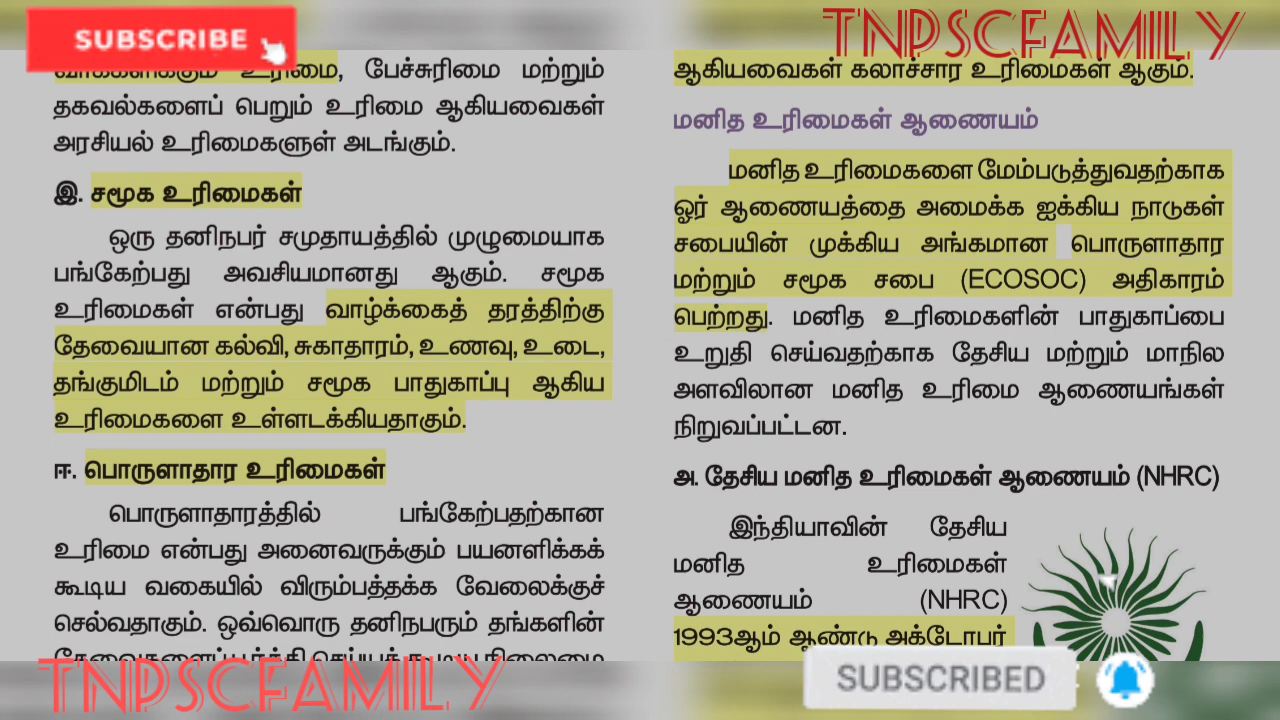 SUBSCRIBE
TNPSCFAMILY
உரிமை, பேச்சுரிமை மற்றும்
தகவல்களைப் பெறும் உரிமை ஆகியவைகள்
அரசியல் உரிமைகளுள் அடங்கும்.
இ. சமூக உரிமைகள்
ஒரு தனிநபர் சமுதாயத்தில் முழுமையாக
பங்கேற்பது அவசியமானது ஆகும். சமூக
உரிமைகள் என்பது வாழ்க்கைத் தரத்திற்கு
தேவையான கல்வி, சுகாதாரம், உணவு, உடை,
தங்குமிடம் மற்றும் சமூக பாதுகாப்பு ஆகிய
உரிமைகளை உள்ளடக்கியதாகும்.
ஈ. பொருளாதார உரிமைகள்
பொருளாதாரத்தில் பங்கேற்பதற்கான
உரிமை என்பது அனைவருக்கும் பயனளிக்கக்
கூடிய வகையில் விரும்பத்தக்க வேலைக்குச்
செல்வதாகும். ஒவ்வொரு தனிநபரும் தங்களின்
ஆகியவைகள் கலாச்சார உரிமைகள் ஆகும்.
மனித உரிமைகள் ஆணையம்
மனித உரிமைகளை மேம்படுத்துவதற்காக
ஓர் ஆணையத்தை அமைக்க ஐக்கிய நாடுகள்
சபையின் முக்கிய அங்கமான பொருளாதார
மற்றும் சமூக சபை (ECOSOC) அதிகாரம்
பெற்றது. மனித உரிமைகளின் பாதுகாப்பை
உறுதி செய்வதற்காக தேசிய மற்றும் மாநில
அளவிலான மனித உரிமை ஆணையங்கள்
நிறுவப்பட்டன.
அ. தேசிய மனித உரிமைகள் ஆணையம் (NHRC)
இந்தியாவின் தேசிய
மனித உரிமைகள்
ஆணையம் (NHRC)
1993ஆம் ஆண்டு அக்டோபர்
TNPSCFAMILY
SUBSCRIBED